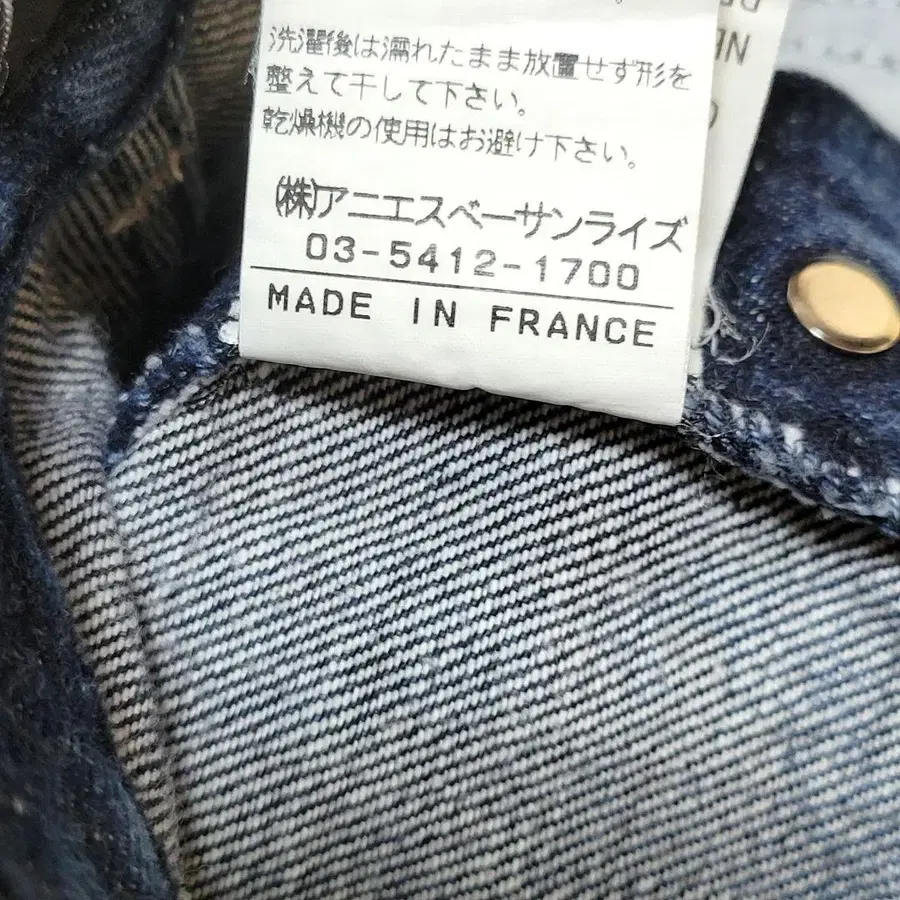 洗濯後は濡れたまま放置せず形を
整えて干して下さい。
乾燥機の使用はお避け下さい。
(株)アニエスベーサンライズ
03-5412-1700
MADE IN FRANCE